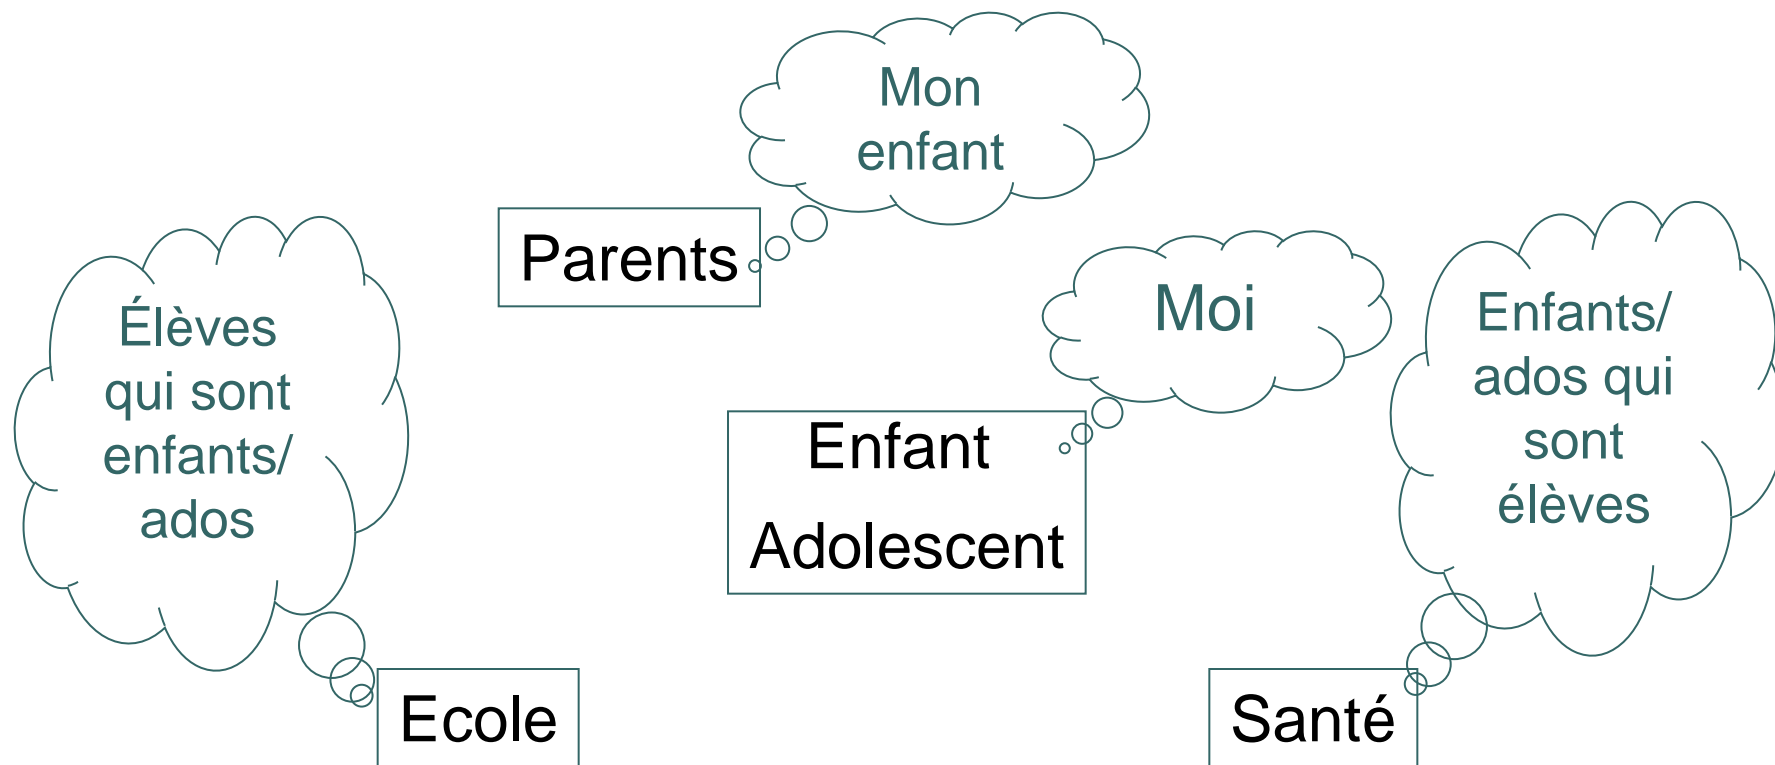 Mon
enfant
Parents
Moi
Élèves
qui sont
enfants/
ados
Enfants/
ados qui
sont
élèves
Enfant
Adolescent
Ecole
Santé